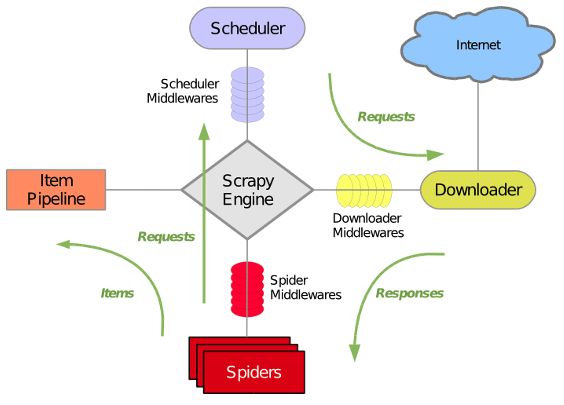 Scheduler
Internet
Scheduler
Middlewares
Requests
Item
Pipeline
Scrapy
Engine
Downloader
Downloader
Middlewares
Requests
Spider
Middlewares
Items
Responses
Spiders